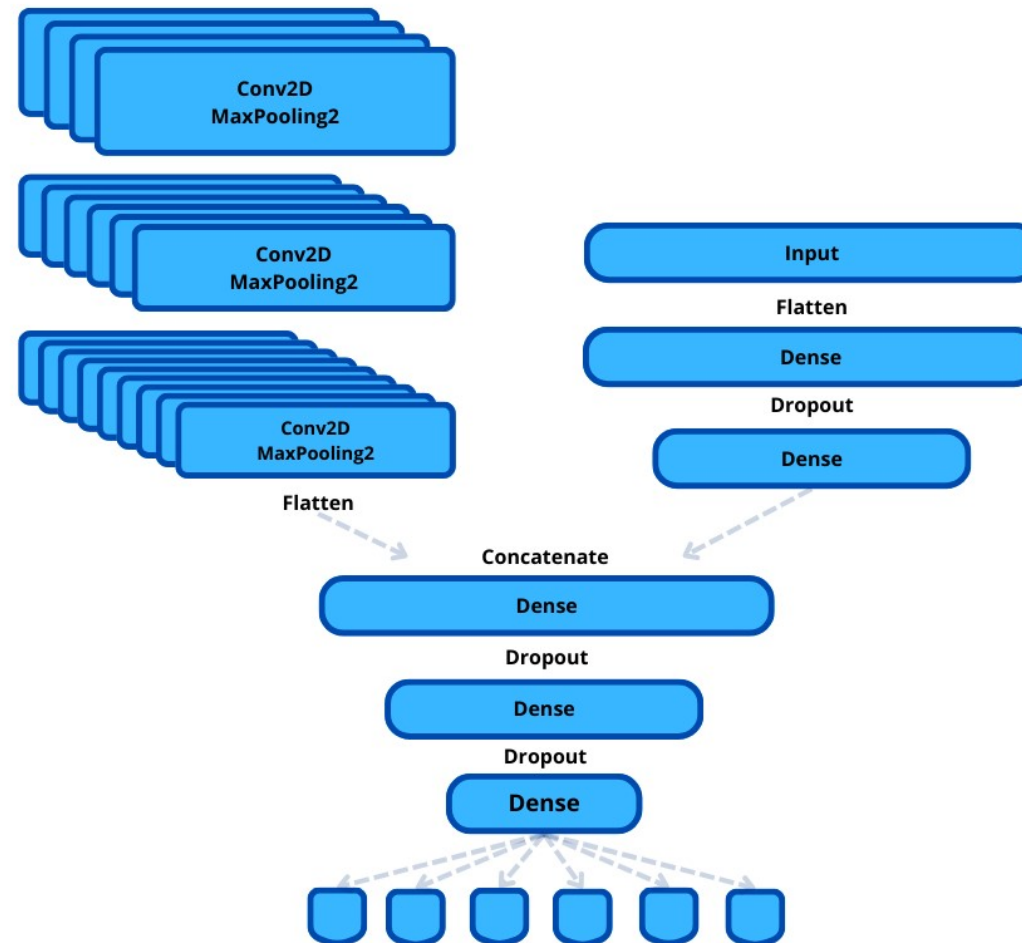 Conv2D
MaxPooling2
Conv2D
MaxPooling2
Conv2D
MaxPooling2
Flatten
Input
Flatten
Dense
Dropout
Dense
Concatenate
Dense
Dropout
Dense
Dropout
Dense